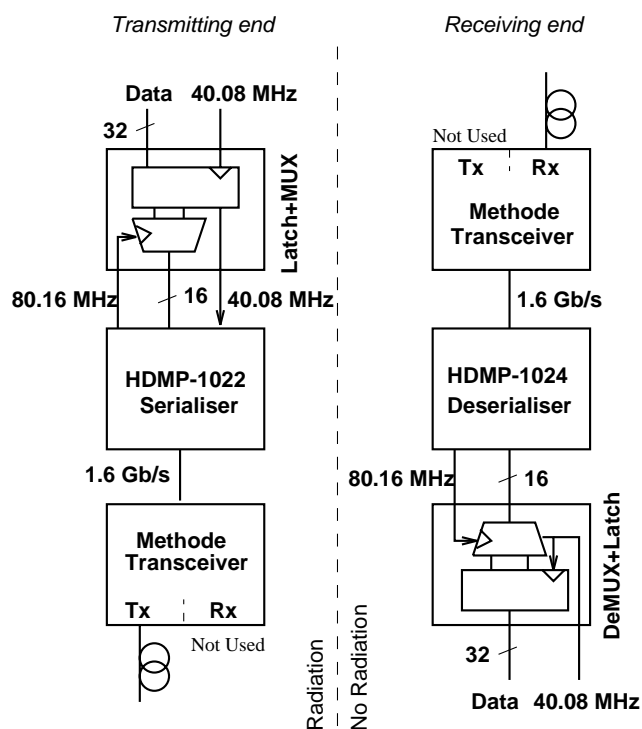 Transmitting end
Data 40.08 MHz
32
Latch+MUX
80.16 MHz
16
40.08 MHz
HDMP-1022
Serialiser
1.6 Gb/s
Methode
Transceiver
Tx Rx
Not Used
Radiation
No Radiation
Receiving end
Not Used
Tx Rx
Methode
Transceiver
1.6 Gb/s
HDMP-1024
Deserialiser
80.16 MHz
16
DeMUX+Latch
32
Data 40.08 MHz